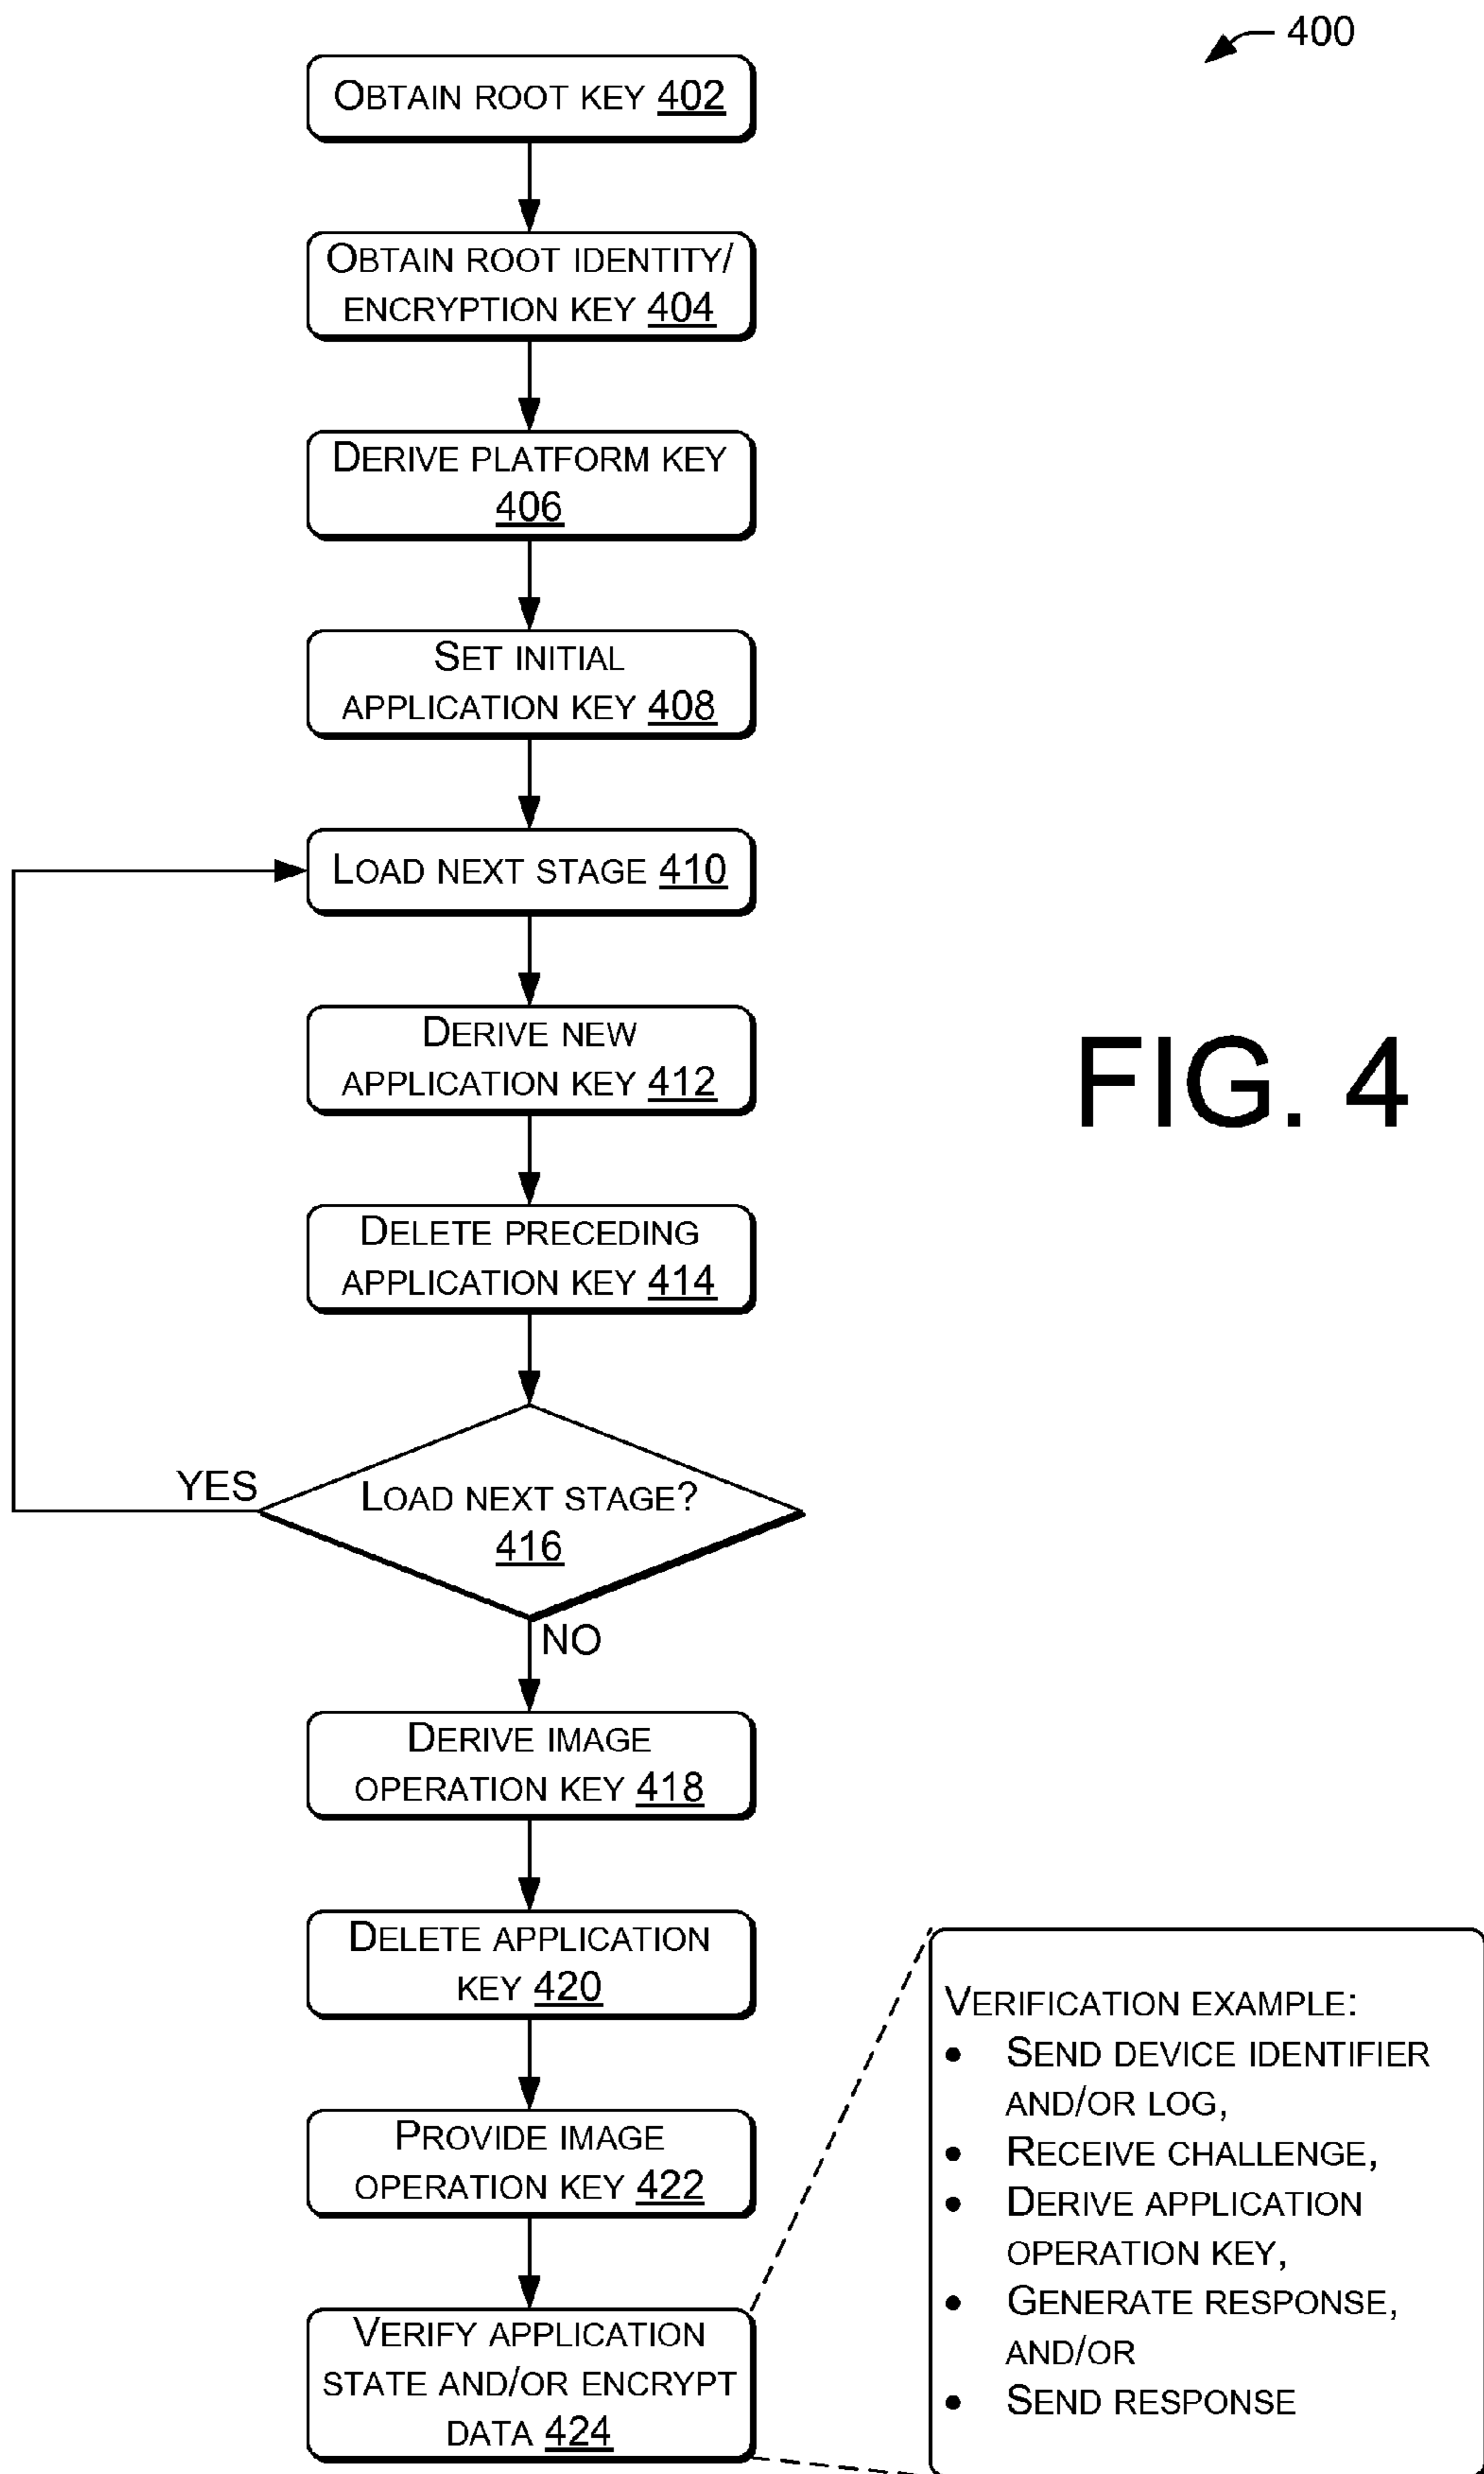 400
OBTAIN ROOT KEY 402
OBTAIN ROOT IDENTITY/
ENCRYPTION KEY 404
DERIVE PLATFORM KEY
406
SET INITIAL
APPLICATION KEY 408
LOAD NEXT STAGE 410
DERIVE NEW
APPLICATION KEY 412
FIG. 4
DELETE PRECEDING
APPLICATION KEY 414
YES
LOAD NEXT STAGE?
416
NO
DERIVE IMAGE
OPERATION KEY 418
DELETE APPLICATION
KEY 420
PROVIDE IMAGE
OPERATION KEY 422
VERIFY APPLICATION
STATE AND/OR ENCRYPT
DATA 424
VERIFICATION EXAMPLE:
• SEND DEVICE IDENTIFIER
AND/OR LOG,
• RECEIVE CHALLENGE,
• DERIVE APPLICATION
OPERATION KEY,
• GENERATE RESPONSE,
AND/OR
• SEND RESPONSE